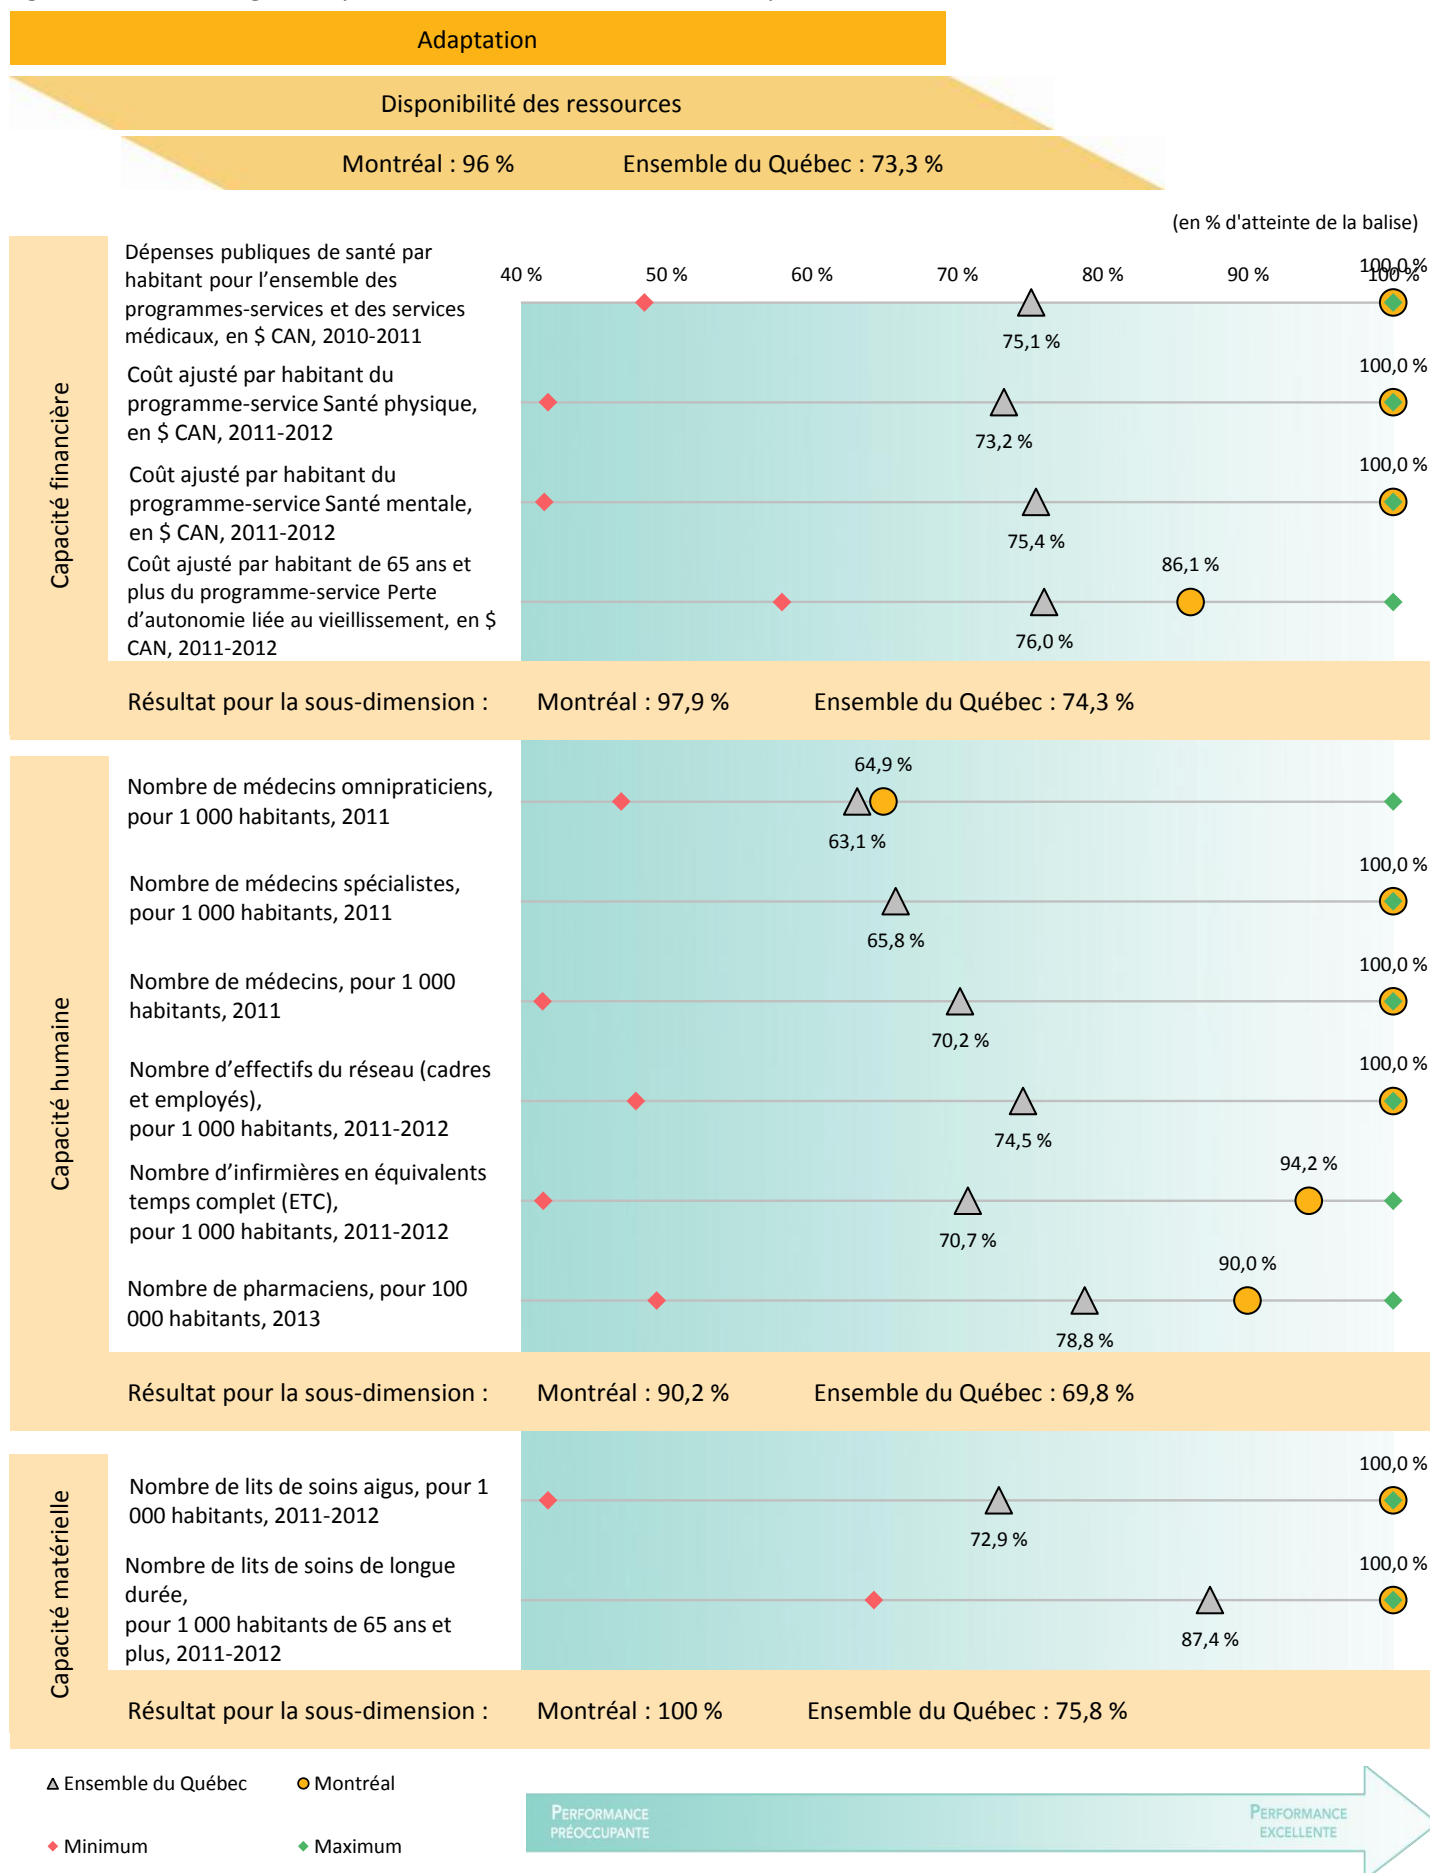 Adaptation
Disponibilité des ressources
Montréal : 96 % Ensemble du Québec : 73,3 %
(en % d'atteinte de la balise)
40 % 50 % 60 % 70 % 80 % 90 % 100 %
Capacité financière
Dépenses publiques de santé par
habitant pour l’ensemble des
programmes-services et des services
médicaux, en $ CAN, 2010-2011
100,0 %
75,1 %
Coût ajusté par habitant du
programme-service Santé physique,
en $ CAN, 2011-2012
100,0 %
73,2 %
Coût ajusté par habitant du
programme-service Santé mentale,
en $ CAN, 2011-2012
100,0 %
75,4 %
Coût ajusté par habitant de 65 ans et
plus du programme-service Perte
d’autonomie liée au vieillissement, en $
CAN, 2011-2012
86,1 %
76,0 %
Résultat pour la sous-dimension : Montréal : 97,9 % Ensemble du Québec : 74,3 %
Capacité humaine
Nombre de médecins omnipraticiens,
pour 1 000 habitants, 2011
64,9 %
63,1 %
Nombre de médecins spécialistes,
pour 1 000 habitants, 2011
100,0 %
65,8 %
Nombre de médecins, pour 1 000
habitants, 2011
100,0 %
70,2 %
Nombre d’effectifs du réseau (cadres
et employés),
pour 1 000 habitants, 2011-2012
100,0 %
74,5 %
Nombre d’infirmières en équivalents
temps complet (ETC),
pour 1 000 habitants, 2011-2012
94,2 %
70,7 %
Nombre de pharmaciens, pour 100
000 habitants, 2013
90,0 %
78,8 %
Résultat pour la sous-dimension : Montréal : 90,2 % Ensemble du Québec : 69,8 %
Capacité matérielle
Nombre de lits de soins aigus, pour 1
000 habitants, 2011-2012
100,0 %
72,9 %
Nombre de lits de soins de longue
durée,
pour 1 000 habitants de 65 ans et
plus, 2011-2012
100,0 %
87,4 %
Résultat pour la sous-dimension : Montréal : 100 % Ensemble du Québec : 75,8 %
Ensemble du Québec Montréal
Minimum Maximum
PERFORMANCE
PRÉOCCUPANTE
PERFORMANCE
EXCELLENTE